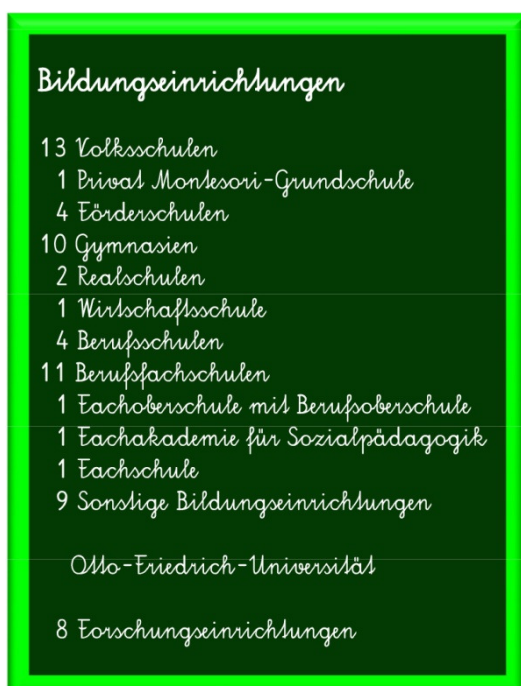 Bildungseinrichtungen
13 Volksschulen
1 Privat Montesori-Grundschule
4 Förderschulen
10 Gymnasien
2 Realschulen
1 Wirtschaftsschule
4 Berufsschulen
11 Berufsfachschulen
1 Fachoberschule mit Berufsoberschule
1 Fachakademie für Sozialpädagogik
1 Fachschule
9 Sonstige Bildungseinrichtungen
Otto-Friedrich-Universität
8 Forschungseinrichtungen